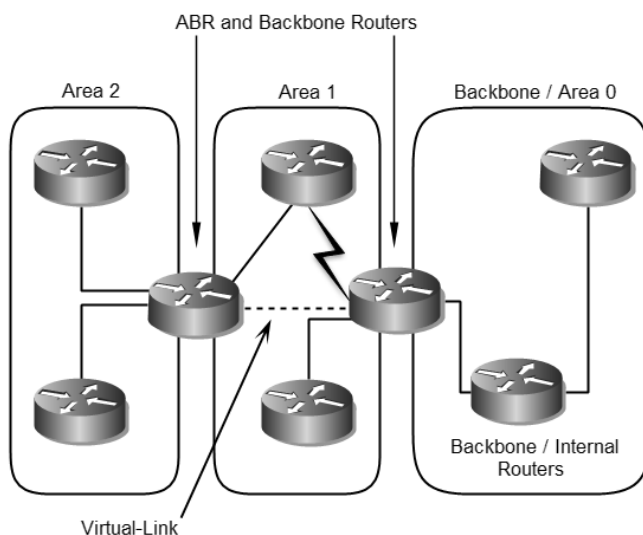 ABR and Backbone Routers
Area 2
Area 1
Backbone / Area 0
Backbone / Internal
Routers
Virtual-Link